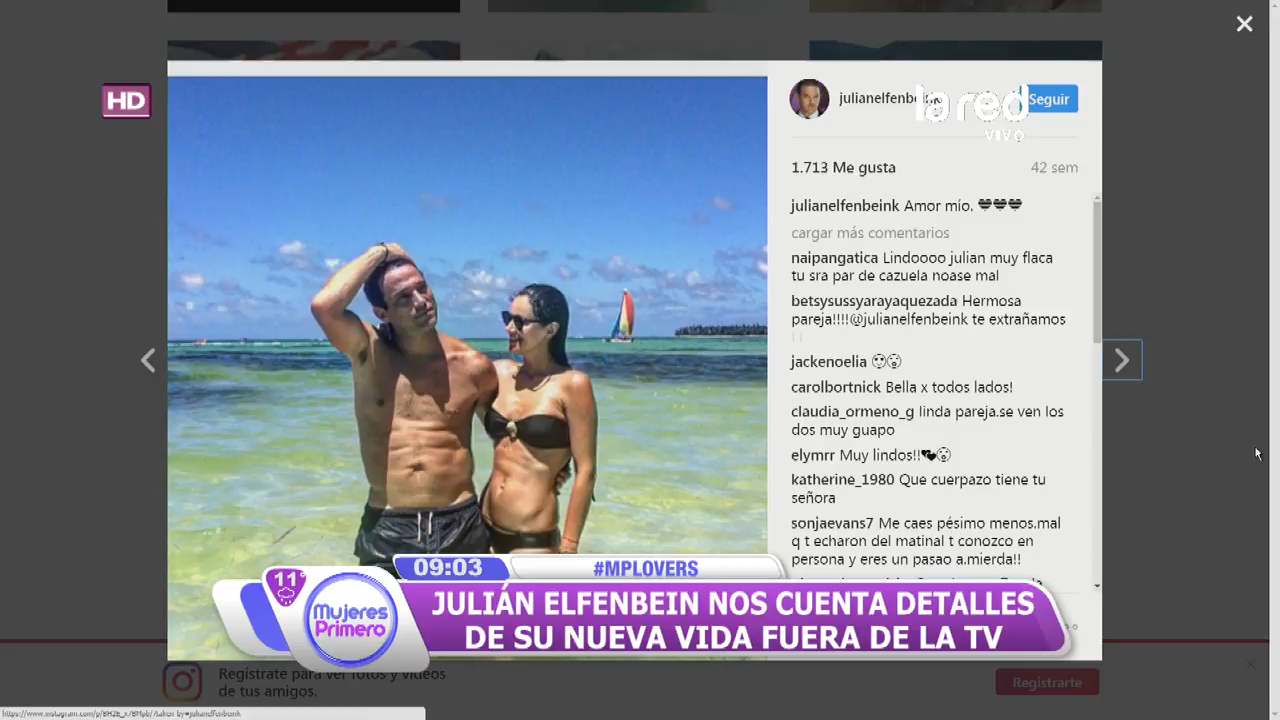 HD
julianelfenbeink
la red
VIVO
Seguir
1.713 Me gusta
42 sem
julianelfenbeink Amor mío.
cargar más comentarios
naipangatica Lindoooo julian muy flaca
tu sra par de cazuela noase mal
betsysussyarayaquezada Hermosa
pareja!!!!@julianelfenbeink te extrañamos
jackenoelia
carolbortnick Bella x todos lados!
claudia_ormeno_g linda pareja.se ven los
dos muy guapo
elymrr Muy lindos!!
katherine_1980 Que cuerpazo tiene tu
señora
sonjaevans7 Me caes pésimo menos.mal
q t echaron del matinal t conozco en
persona y eres un pasao a.mierda!!
09:03
#MPLOVERS
11°
Mujeres
Primero
JULIÁN ELFENBEIN NOS CUENTA DETALLES
DE SU NUEVA VIDA FUERA DE LA TV
Regístrate para ver fotos y videos
de tus amigos.
Registrarte